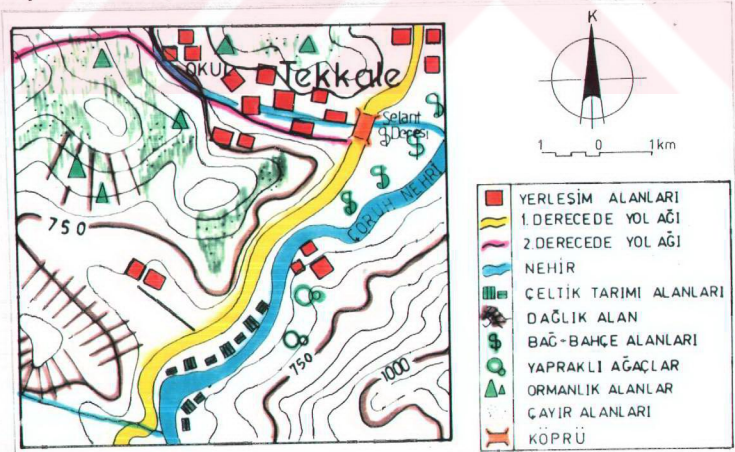 K
OKUL
Tekkale
Selant
Deresi
ÇORUH NEHRİ
750
750
1000
1 0 1km
YERLEŞİM ALANLARI
1.DERECEDE YOL AĞI
2.DERECEDE YOL AĞI
NEHİR
ÇELTİK TARIMI ALANLARI
DAĞLIK ALAN
BAĞ-BAHÇE ALANLARI
YAPRAKLI AĞAÇLAR
ORMANLIK ALANLAR
ÇAYIR ALANLARI
KÖPRÜ